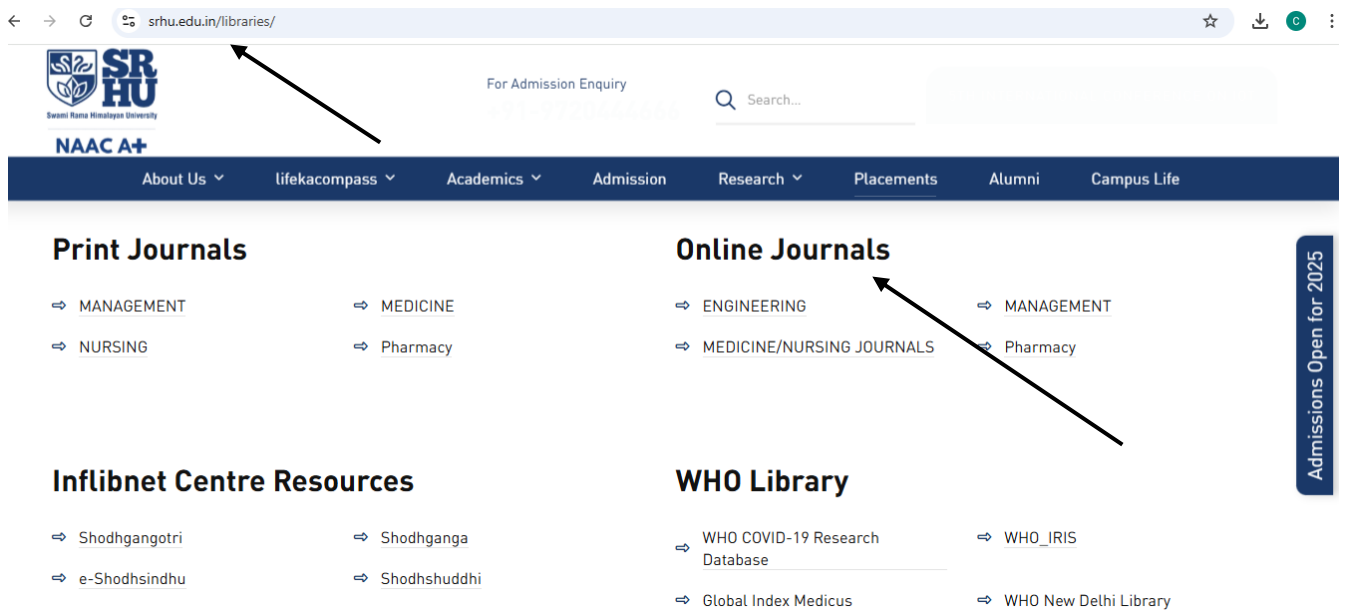 srhu.edu.in/libraries/
C
SR
HU
Swami Rama Himalayan University
NAAC A+
For Admission Enquiry
Search...
About Us
lifekacompass
Academics
Admission
Research
Placements
Alumni
Campus Life
Print Journals
MANAGEMENT
MEDICINE
NURSING
Pharmacy
Online Journals
ENGINEERING
MANAGEMENT
MEDICINE/NURSING JOURNALS
Pharmacy
Admissions Open for 2025
Inflibnet Centre Resources
Shodhgangotri
Shodhganga
e-Shodhsindhu
Shodhshuddhi
WHO Library
WHO COVID-19 Research
Database
WHO_IRIS
Global Index Medicus
WHO New Delhi Library